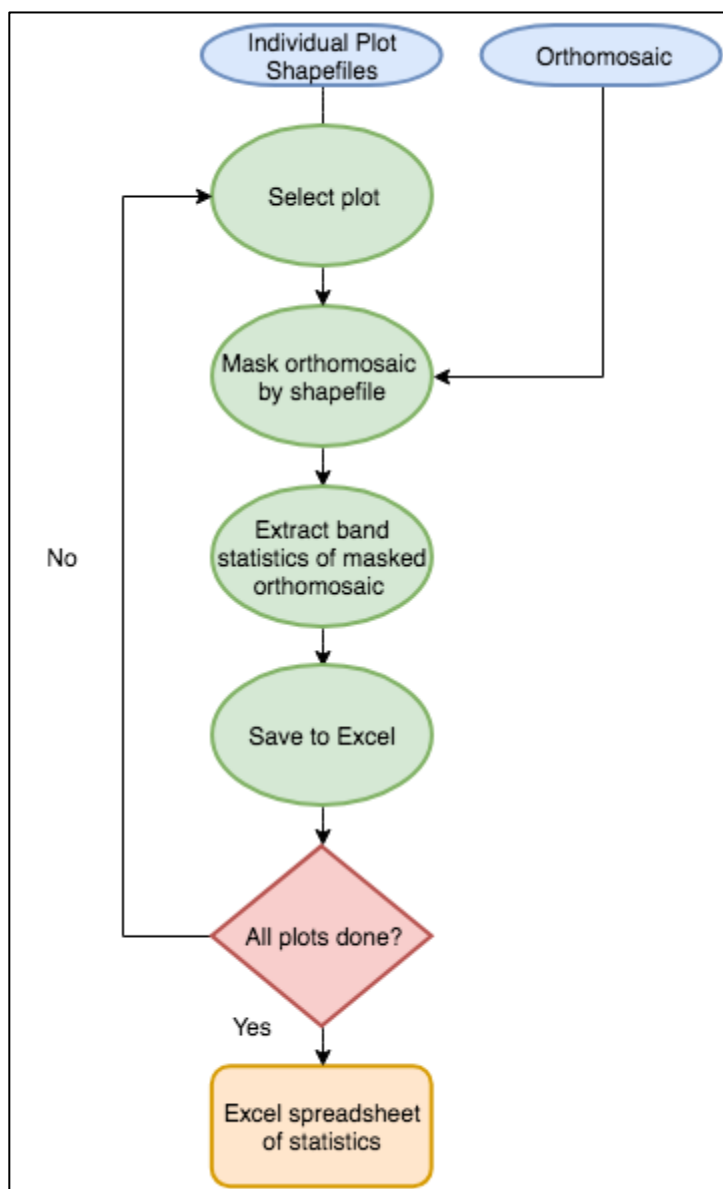 Individual Plot
Shapefiles
Orthomosaic
Select plot
Mask orthomosaic
by shapefile
Extract band
statistics of masked
orthomosaic
No
Save to Excel
All plots done?
Yes
Excel spreadsheet
of statistics